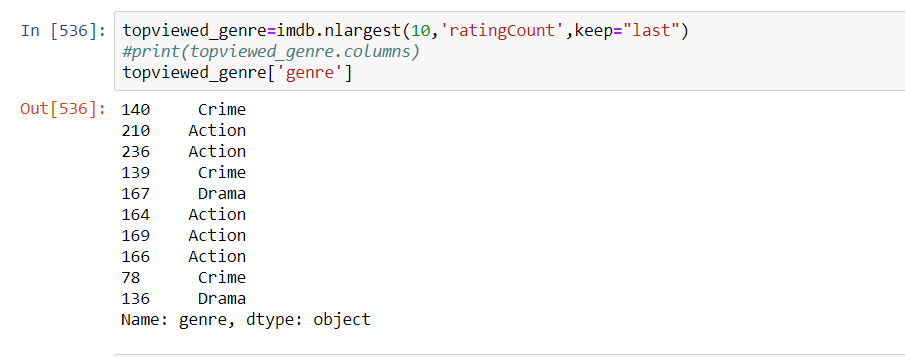 In [536]: topviewed_genre=imdb.nlargest(10,'ratingCount',keep="last")
#print(topviewed_genre.columns)
topviewed_genre['genre']
Out[536]: 140     Crime
210    Action
236    Action
139     Crime
167     Drama
164    Action
169    Action
166    Action
78      Crime
136     Drama
Name: genre, dtype: object